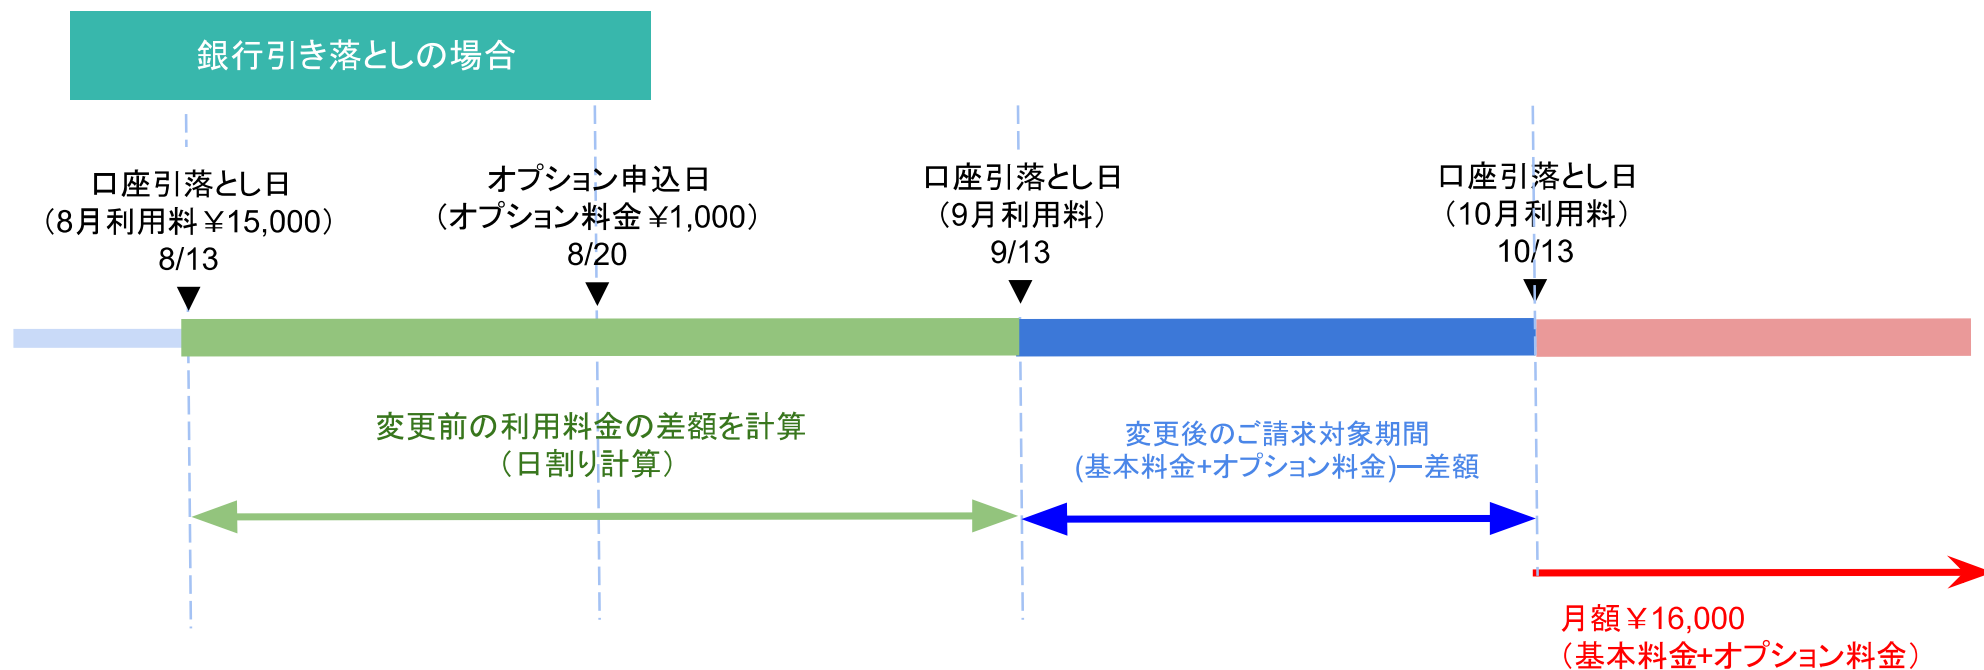 銀行引き落としの場合
口座引落とし日
（8月利用料￥15,000）
8/13
オプション申込日
（オプション料金￥1,000）
8/20
口座引落とし日
（9月利用料）
9/13
口座引落とし日
（10月利用料）
10/13
変更前の利用料金の差額を計算
（日割り計算）
変更後のご請求対象期間
(基本料金+オプション料金)ー差額
月額￥16,000
（基本料金+オプション料金）